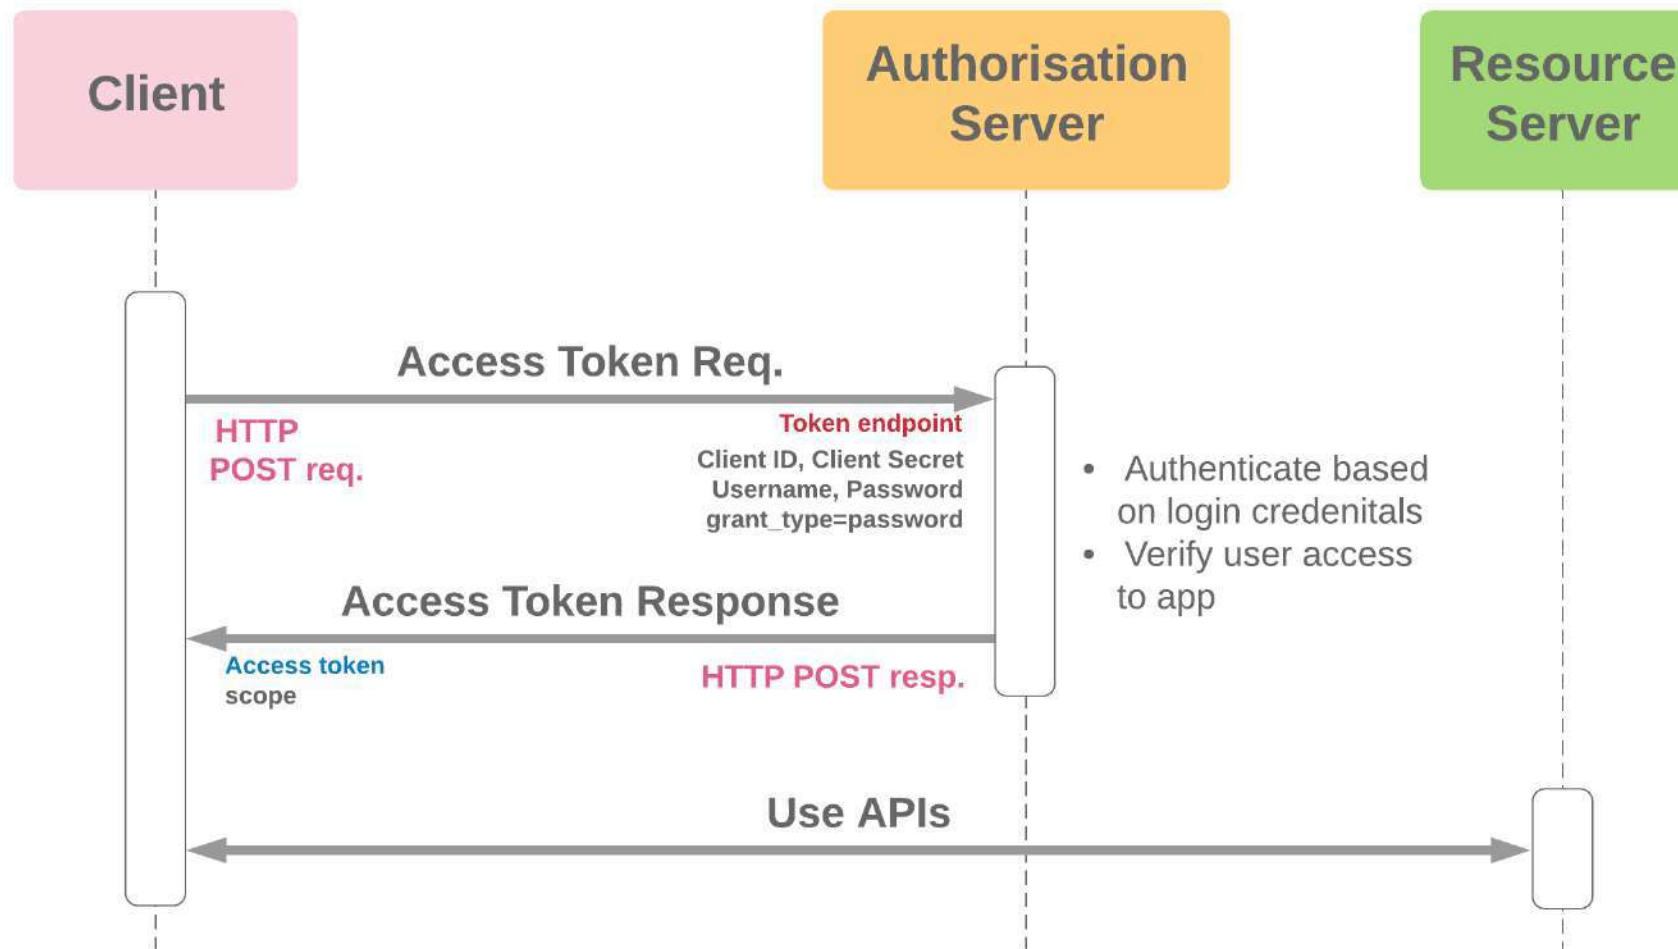 Client
Authorisation
Server
Resource
Server
Access Token Req.
HTTP
POST req.
Token endpoint
Client ID, Client Secret
Username, Password
grant_type=password
• Authenticate based
on login credenitals
• Verify user access
to app
Access Token Response
Access token
scope
HTTP POST resp.
Use APIs